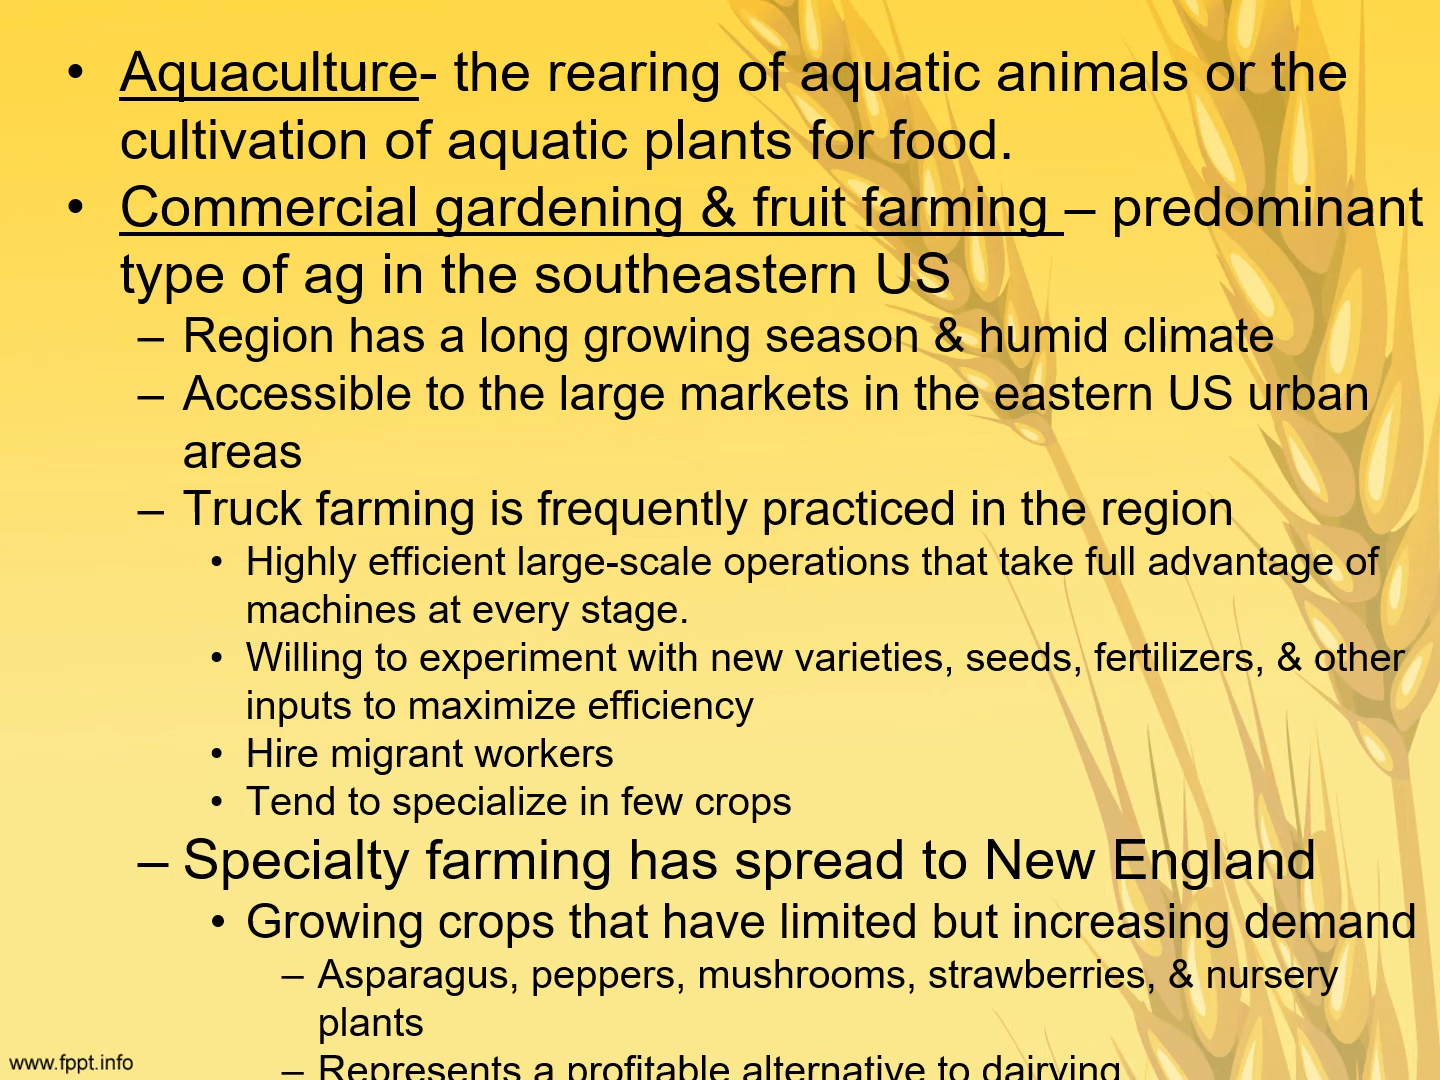 • Aquaculture- the rearing of aquatic animals or the
cultivation of aquatic plants for food.
• Commercial gardening & fruit farming – predominant
type of ag in the southeastern US
– Region has a long growing season & humid climate
– Accessible to the large markets in the eastern US urban
areas
– Truck farming is frequently practiced in the region
• Highly efficient large-scale operations that take full advantage of
machines at every stage.
• Willing to experiment with new varieties, seeds, fertilizers, & other
inputs to maximize efficiency
• Hire migrant workers
• Tend to specialize in few crops
– Specialty farming has spread to New England
• Growing crops that have limited but increasing demand
– Asparagus, peppers, mushrooms, strawberries, & nursery
plants
– Represents a profitable alternative to dairying
www.fppt.info